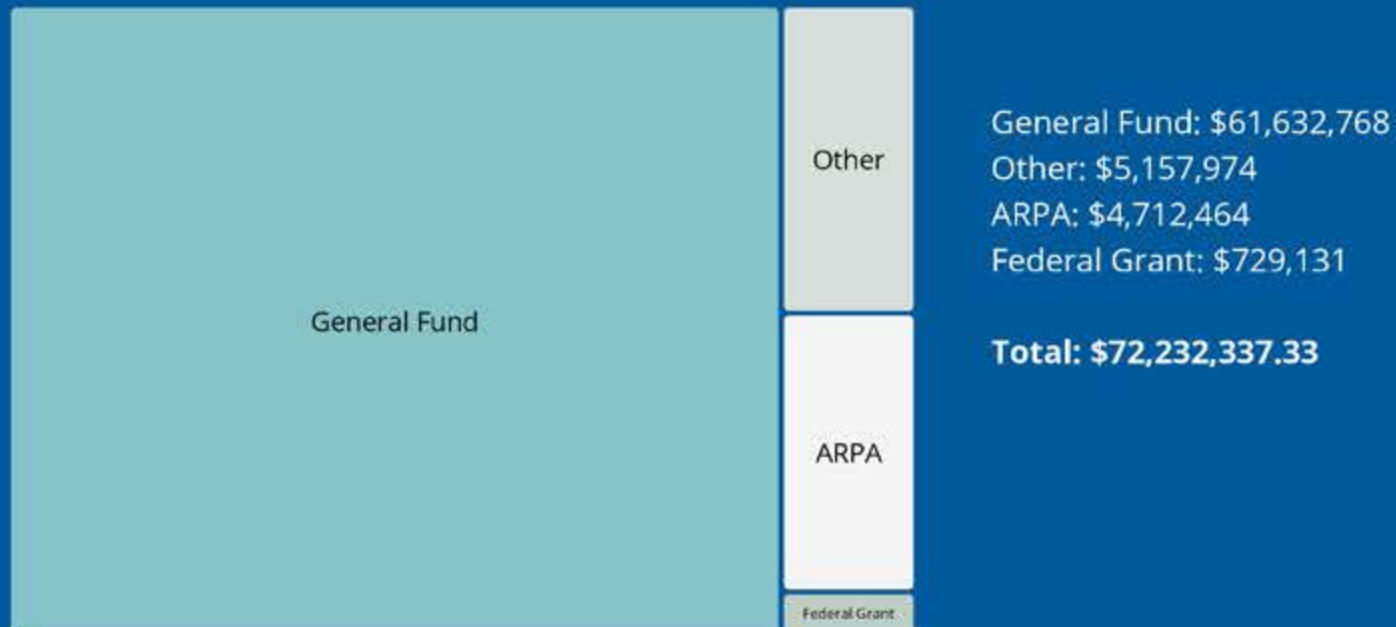 General Fund
Other
ARPA
Federal Grant
General Fund: $61,632,768
Other: $5,157,974
ARPA: $4,712,464
Federal Grant: $729,131
Total: $72,232,337.33